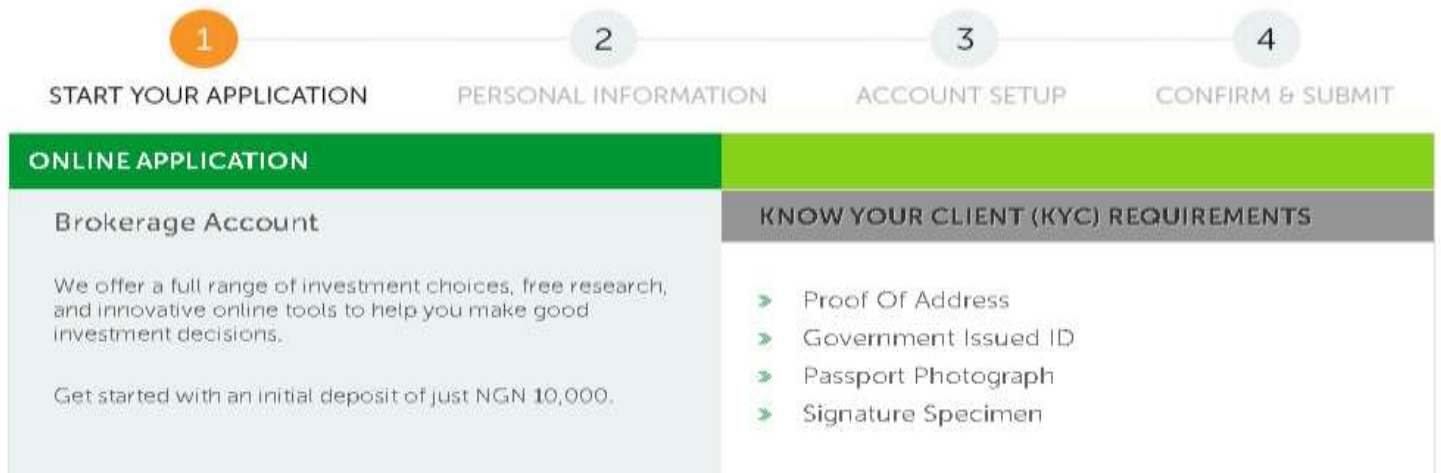 1
2
3
4
START YOUR APPLICATION
PERSONAL INFORMATION
ACCOUNT SETUP
CONFIRM & SUBMIT
ONLINE APPLICATION
Brokerage Account
We offer a full range of investment choices, free research,
and innovative online tools to help you make good
investment decisions.
Get started with an initial deposit of just NGN 10,000.
KNOW YOUR CLIENT (KYC) REQUIREMENTS
Proof Of Address
Government Issued ID
Passport Photograph
Signature Specimen